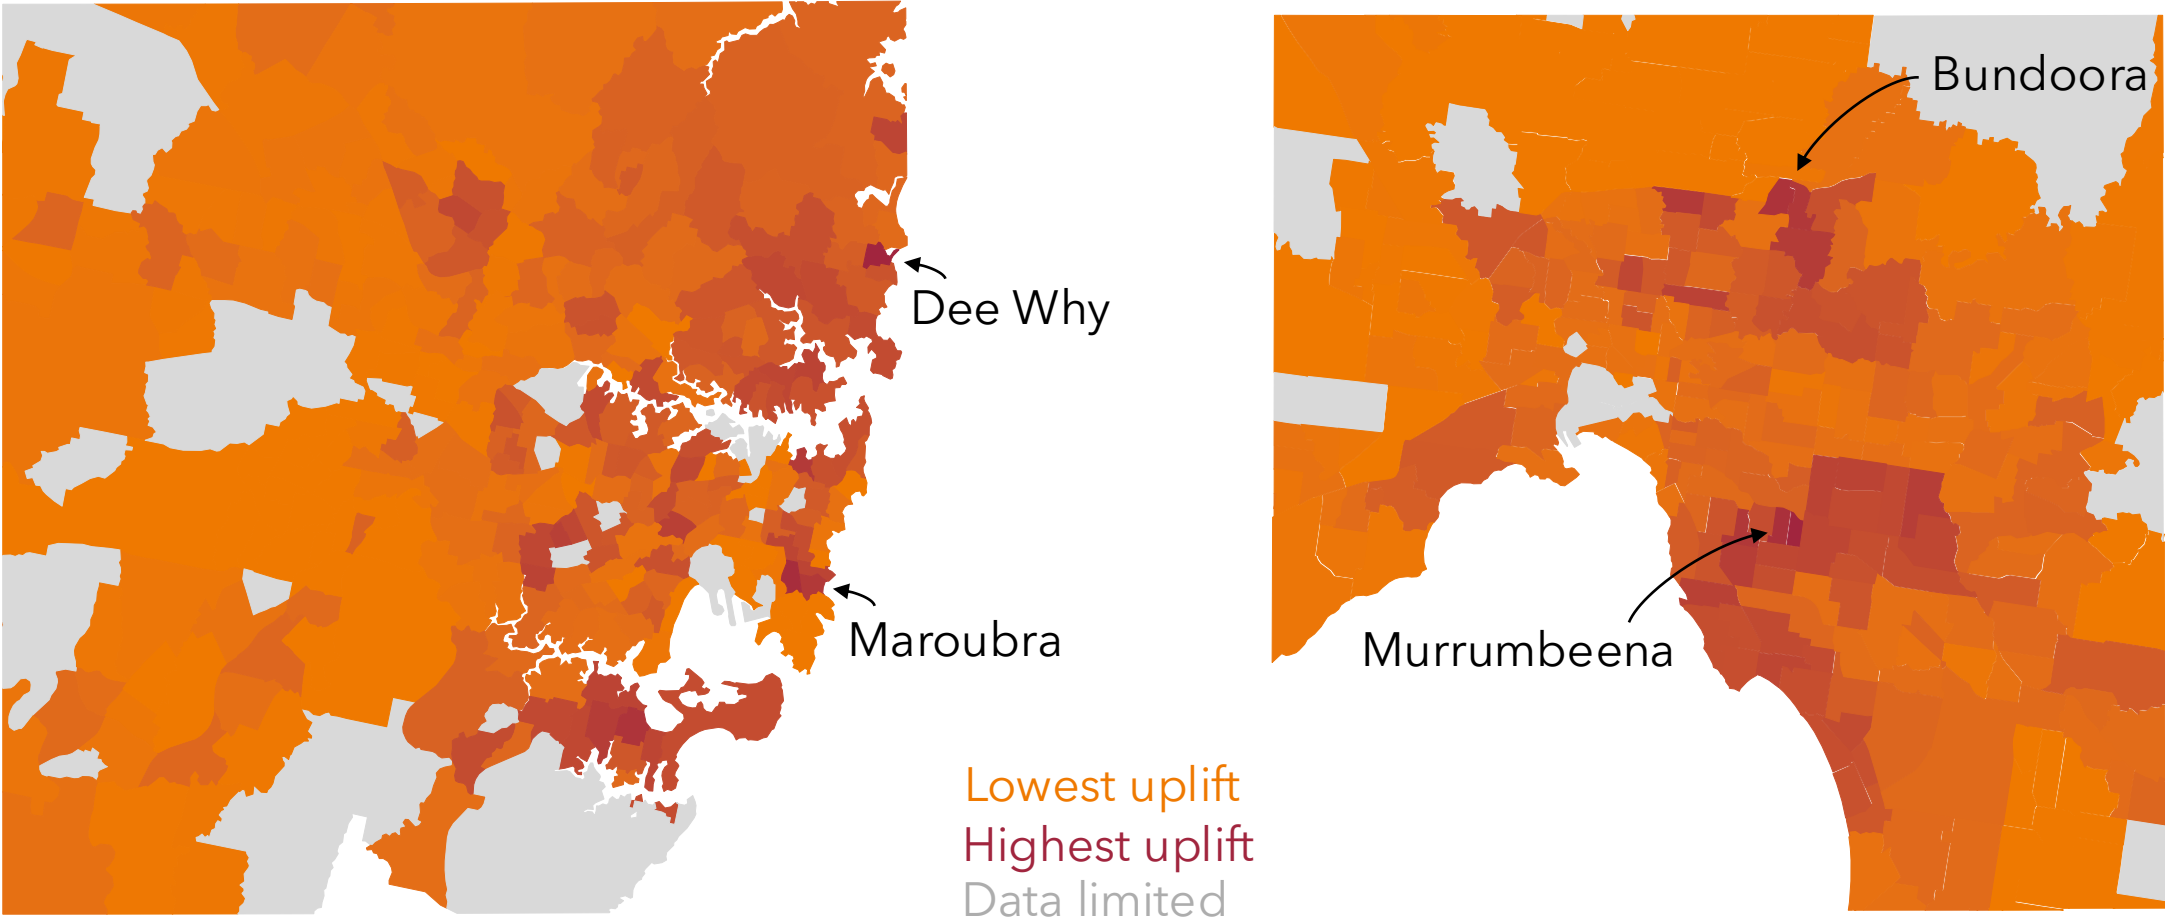 Bundoora
Dee Why
Maroubra
Murrumbeena
Lowest uplift
Highest uplift
Data limited